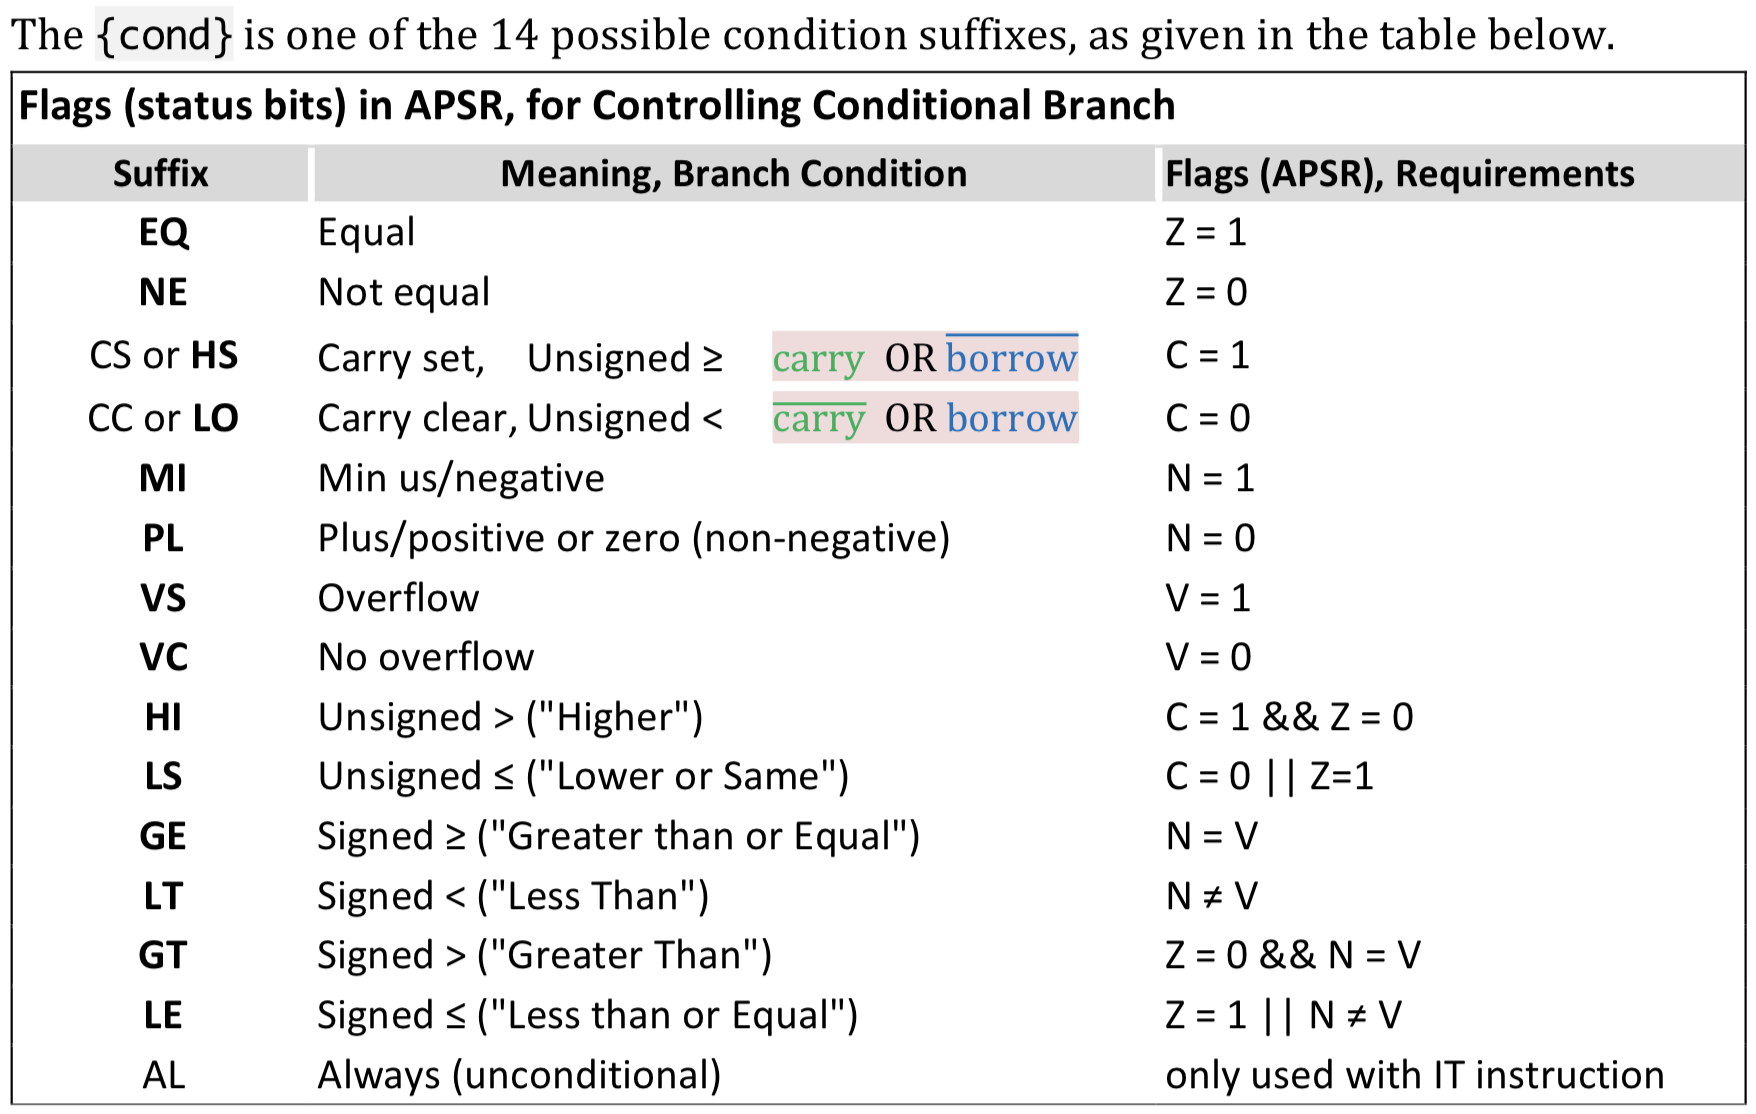 The {cond} is one of the 14 possible condition suffixes, as given in the table below.
Flags (status bits) in APSR, for Controlling Conditional Branch
Suffix Meaning, Branch Condition Flags (APSR), Requirements
EQ Equal Z = 1
NE Not equal Z = 0
CS or HS Carry set, Unsigned ≥ carry OR b̅o̅r̅r̅o̅w̅ C = 1
CC or LO Carry clear, Unsigned < c̅a̅r̅r̅y̅ OR borrow C = 0
MI Min us/negative N = 1
PL Plus/positive or zero (non-negative) N = 0
VS Overflow V = 1
VC No overflow V = 0
HI Unsigned > ("Higher") C = 1 && Z = 0
LS Unsigned ≤ ("Lower or Same") C = 0 || Z=1
GE Signed ≥ ("Greater than or Equal") N = V
LT Signed < ("Less Than") N ≠ V
GT Signed > ("Greater Than") Z = 0 && N = V
LE Signed ≤ ("Less than or Equal") Z = 1 || N ≠ V
AL Always (unconditional) only used with IT instruction